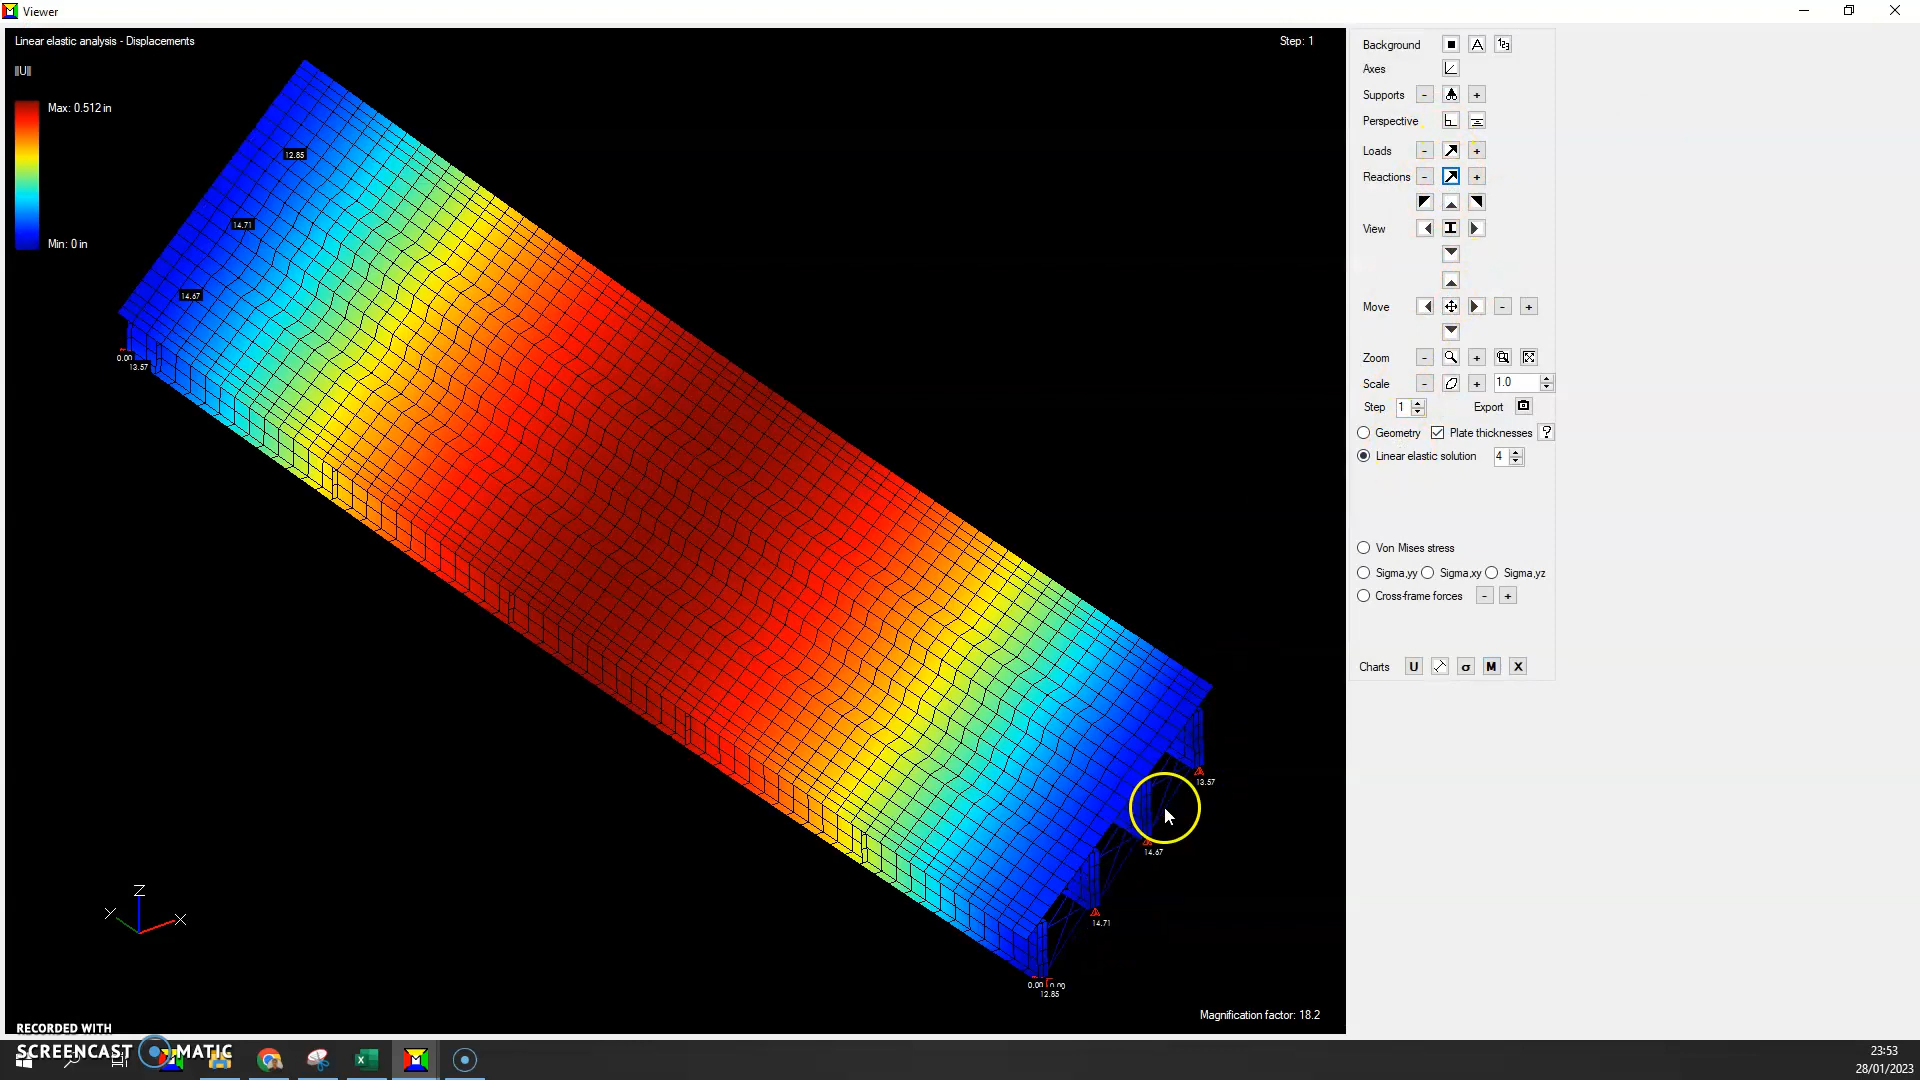 Viewer
Linear elastic analysis - Displacements
Step: 1
||U||
Max: 0.512 in
Min: 0 in
12.85
14.71
14.67
0.00
13.57
13.57
14.67
14.71
0.00
0.00
12.85
Z
Y
X
Magnification factor: 18.2
Background
A
Axes
Supports - +
Perspective
Loads - +
Reactions - +
View
Move - +
Zoom - +
Scale - + 1.0
Step 1 Export
Geometry Plate thicknesses ?
Linear elastic solution 4
Von Mises stress
Sigma,yy Sigma,xy Sigma,yz
Cross-frame forces - +
Charts U σ M X
RECORDED WITH
SCREENCAST MATIC
23:53
28/01/2023